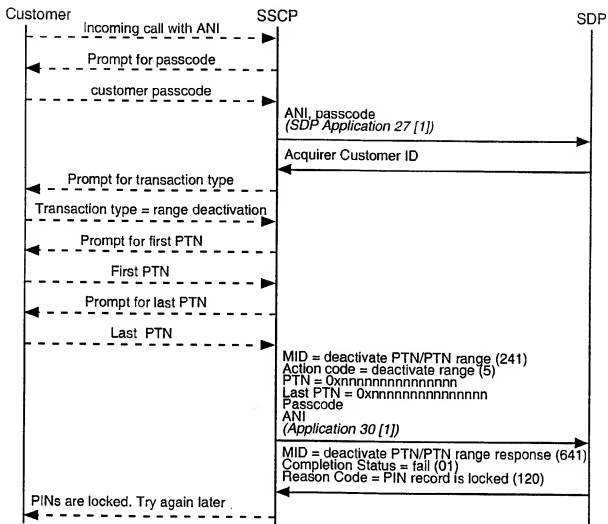 Customer SSCP SDP
Incoming call with ANI
Prompt for passcode
customer passcode
ANI, passcode
(SDP Application 27 [1])
Acquirer Customer ID
Prompt for transaction type
Transaction type = range deactivation
Prompt for first PTN
First PTN
Prompt for last PTN
Last PTN
MID = deactivate PTN/PTN range (241)
Action code = deactivate range (5)
PTN = 0xnnnnnnnnnnnnnnnn
Last PTN = 0xnnnnnnnnnnnnnnnn
Passcode
ANI
(Application 30 [1])
MID = deactivate PTN/PTN range response (641)
Completion Status = fail (01)
Reason Code = PIN record is locked (120)
PINs are locked. Try again later